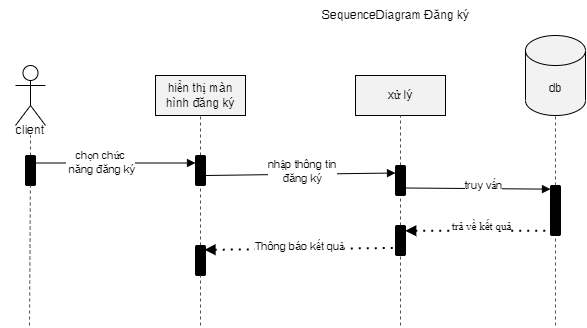 SequenceDiagram Đăng ký
hiển thị màn
hình đăng ký
xử lý
db
client
chọn chức
năng đăng ký
nhập thông tin
đăng ký
truy vấn
trả về kết quả
Thông báo kết quả